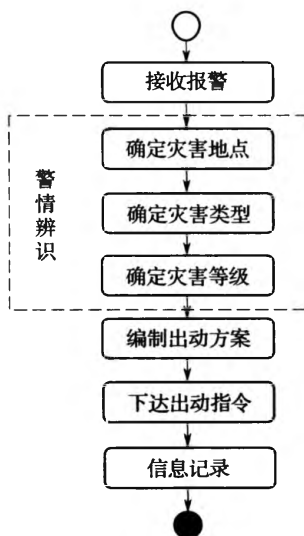 接收报警
确定灾害地点
警情辨识
确定灾害类型
确定灾害等级
编制出动方案
下达出动指令
信息记录